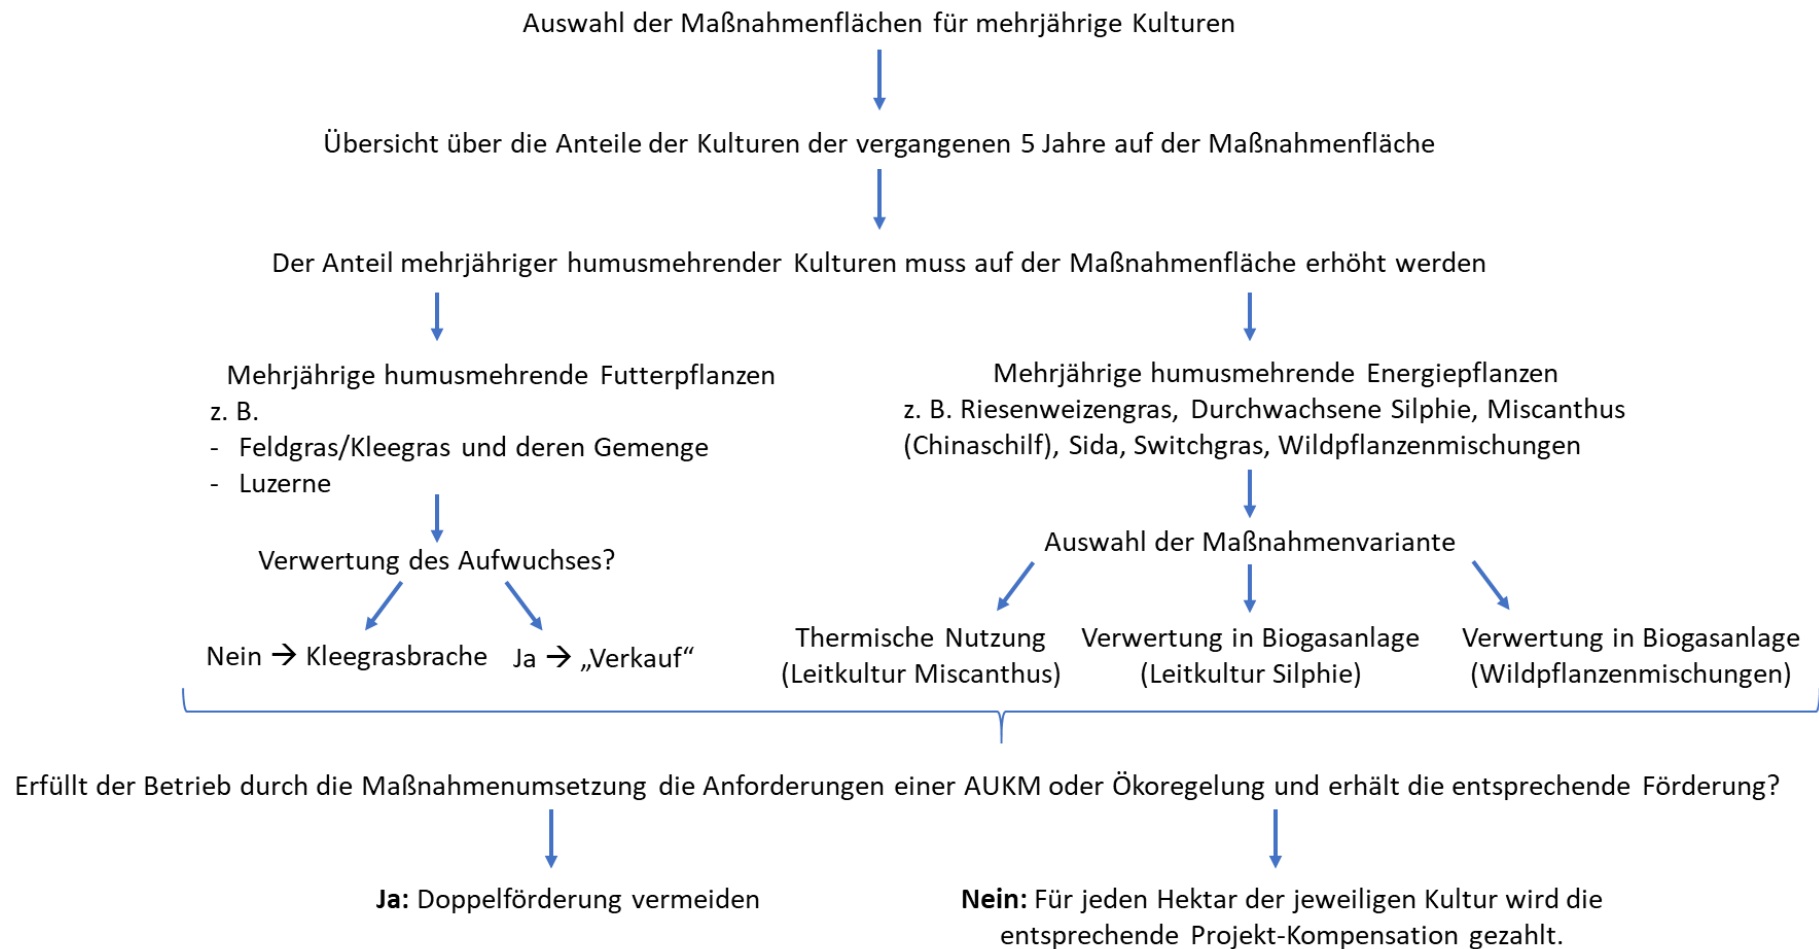 Auswahl der Maßnahmenflächen für mehrjährige Kulturen
Übersicht über die Anteile der Kulturen der vergangenen 5 Jahre auf der Maßnahmenfläche
Der Anteil mehrjähriger humusmehrender Kulturen muss auf der Maßnahmenfläche erhöht werden
Mehrjährige humusmehrende Futterpflanzen
z. B.
- Feldgras/Kleegras und deren Gemenge
- Luzerne
Verwertung des Aufwuchses?
Nein → Kleegrasbrache
Ja → „Verkauf“
Mehrjährige humusmehrende Energiepflanzen
z. B. Riesenweizengras, Durchwachsene Silphie, Miscanthus
(Chinaschilf), Sida, Switchgras, Wildpflanzenmischungen
Auswahl der Maßnahmenvariante
Thermische Nutzung
(Leitkultur Miscanthus)
Verwertung in Biogasanlage
(Leitkultur Silphie)
Verwertung in Biogasanlage
(Wildpflanzenmischungen)
Erfüllt der Betrieb durch die Maßnahmenumsetzung die Anforderungen einer AUKM oder Ökoregelung und erhält die entsprechende Förderung?
Ja: Doppelförderung vermeiden
Nein: Für jeden Hektar der jeweiligen Kultur wird die
entsprechende Projekt-Kompensation gezahlt.